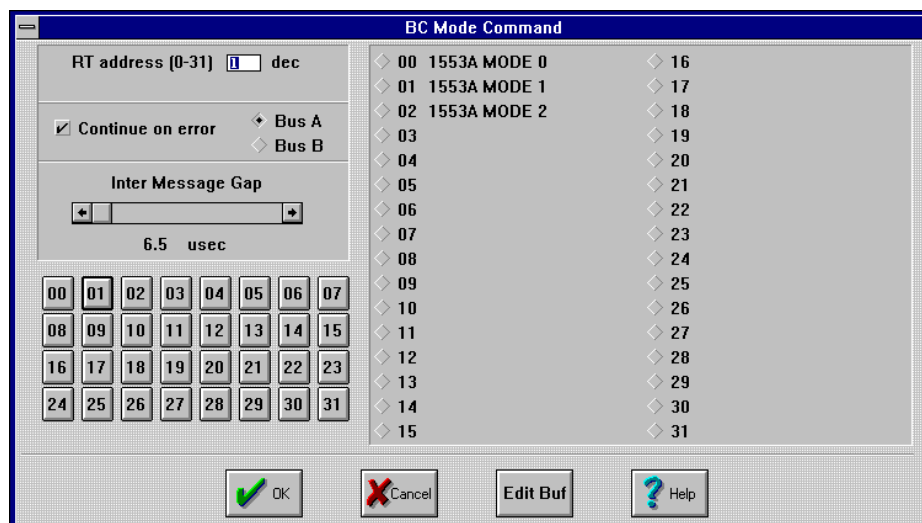 BC Mode Command
RT address (0-31) 1 dec
Continue on error
Bus A
Bus B
Inter Message Gap
6.5 usec
00 01 02 03 04 05 06 07
08 09 10 11 12 13 14 15
16 17 18 19 20 21 22 23
24 25 26 27 28 29 30 31
00 1553A MODE 0
01 1553A MODE 1
02 1553A MODE 2
03
04
05
06
07
08
09
10
11
12
13
14
15
16
17
18
19
20
21
22
23
24
25
26
27
28
29
30
31
OK
Cancel
Edit Buf
Help